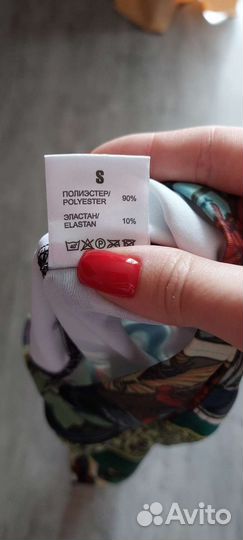 S
ПОЛИЭСТЕР/ 90%
POLYESTER
ЭЛАСТАН/ 10%
ELASTAN
Avito